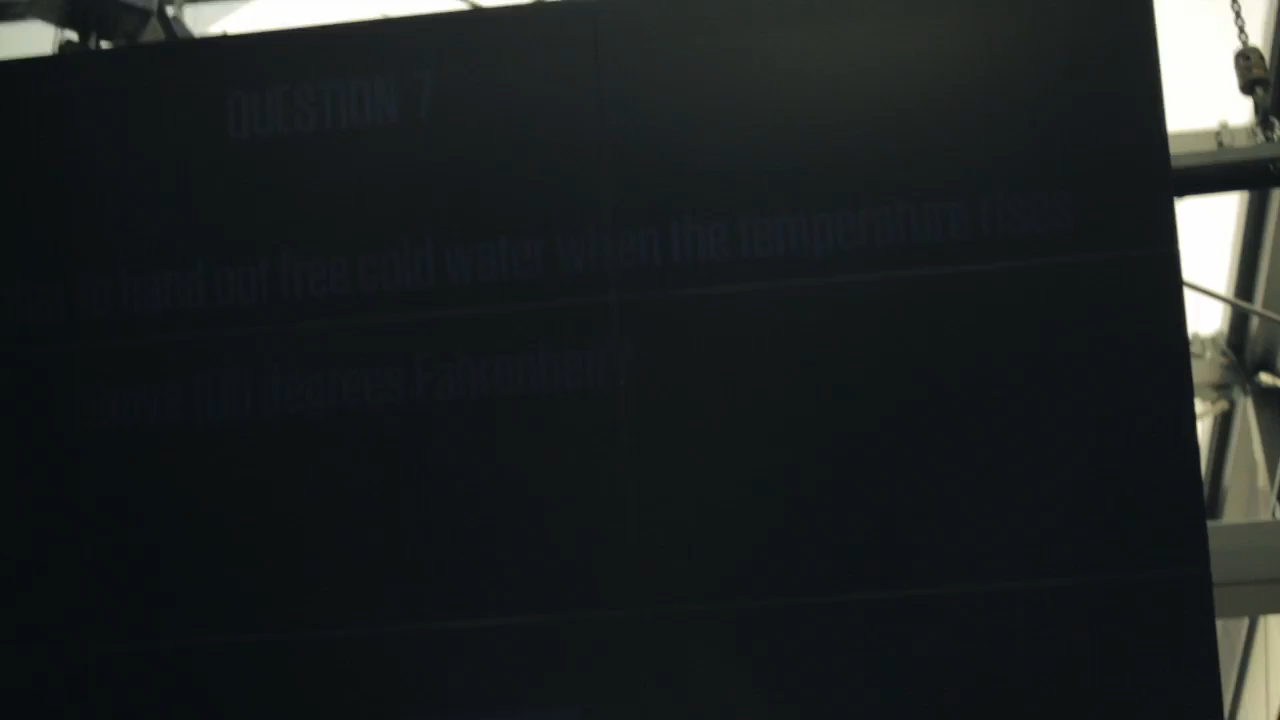 QUESTION 7
to hand out free cold water when the temperature rises
above 100 degrees Fahrenheit?